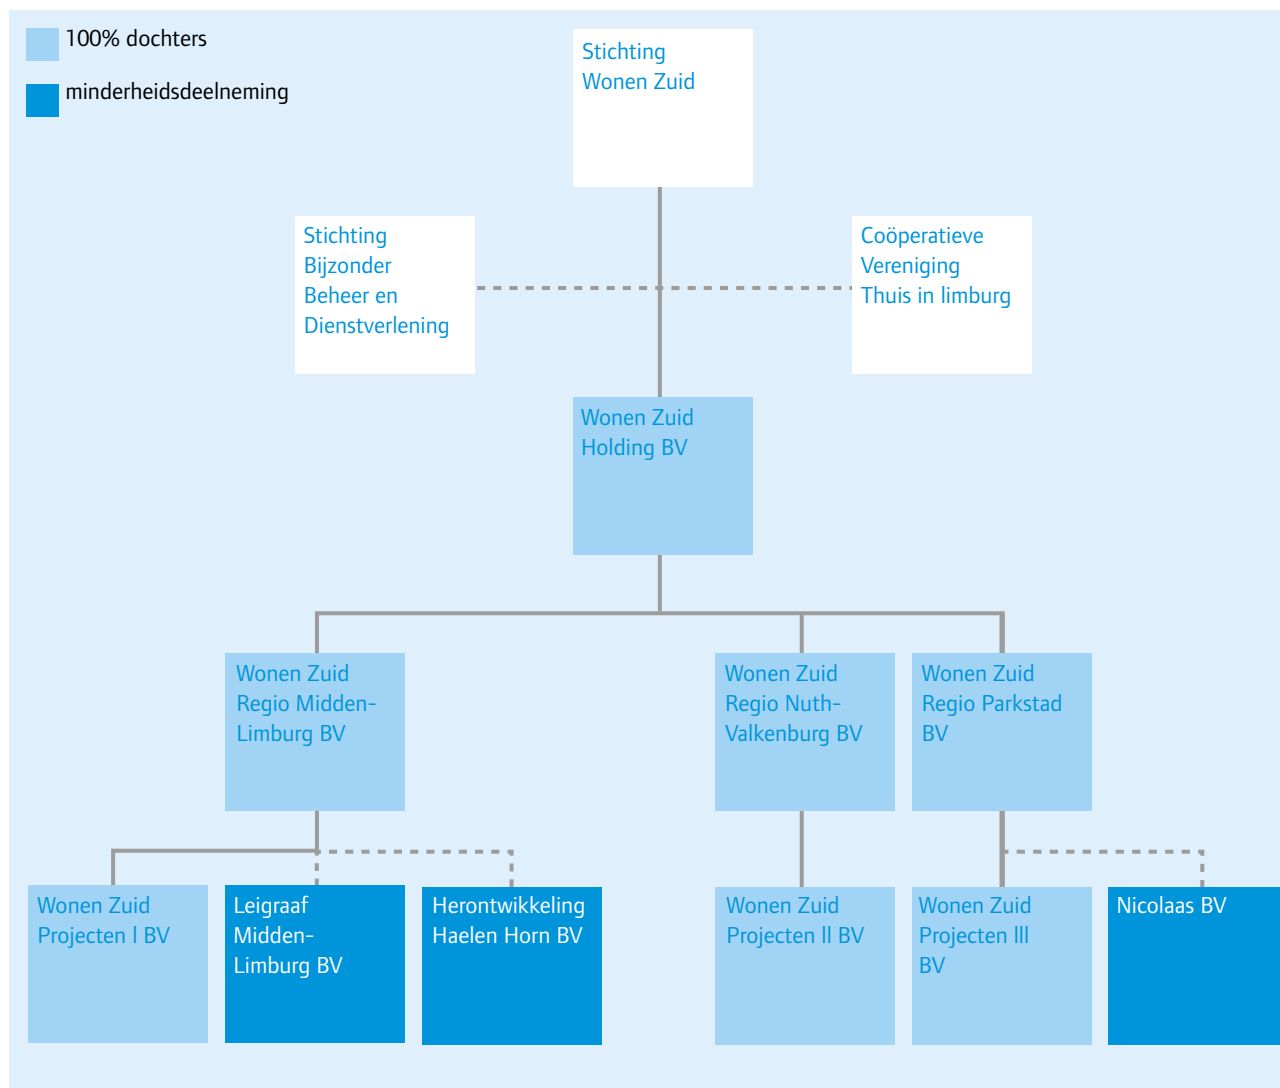 100% dochters
minderheidsdeelneming
Stichting
Wonen Zuid
Stichting
Bijzonder
Beheer en
Dienstverlening
Coöperatieve
Vereniging
Thuis in limburg
Wonen Zuid
Holding BV
Wonen Zuid
Regio Midden-
Limburg BV
Wonen Zuid
Regio Nuth-
Valkenburg BV
Wonen Zuid
Regio Parkstad
BV
Wonen Zuid
Projecten l BV
Leigraaf
Midden-
Limburg BV
Herontwikkeling
Haelen Horn BV
Wonen Zuid
Projecten ll BV
Wonen Zuid
Projecten lll
BV
Nicolaas BV